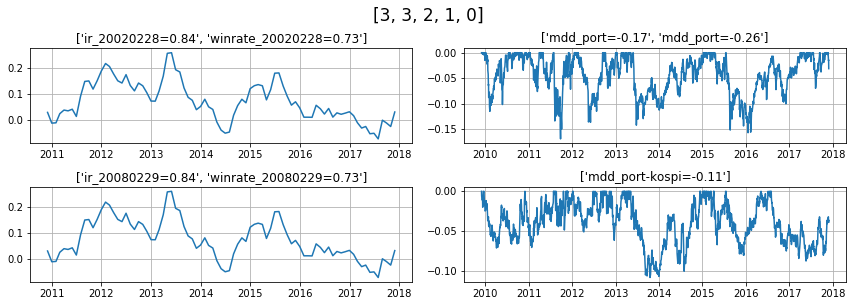 [3, 3, 2, 1, 0]
['ir_20020228=0.84', 'winrate_20020228=0.73']
0.2
0.1
0.0
2011 2012 2013 2014 2015 2016 2017 2018
['mdd_port=-0.17', 'mdd_port=-0.26']
0.00
−0.05
−0.10
−0.15
2010 2011 2012 2013 2014 2015 2016 2017 2018
['ir_20080229=0.84', 'winrate_20080229=0.73']
0.2
0.1
0.0
2011 2012 2013 2014 2015 2016 2017 2018
['mdd_port-kospi=-0.11']
0.00
−0.05
−0.10
2010 2011 2012 2013 2014 2015 2016 2017 2018